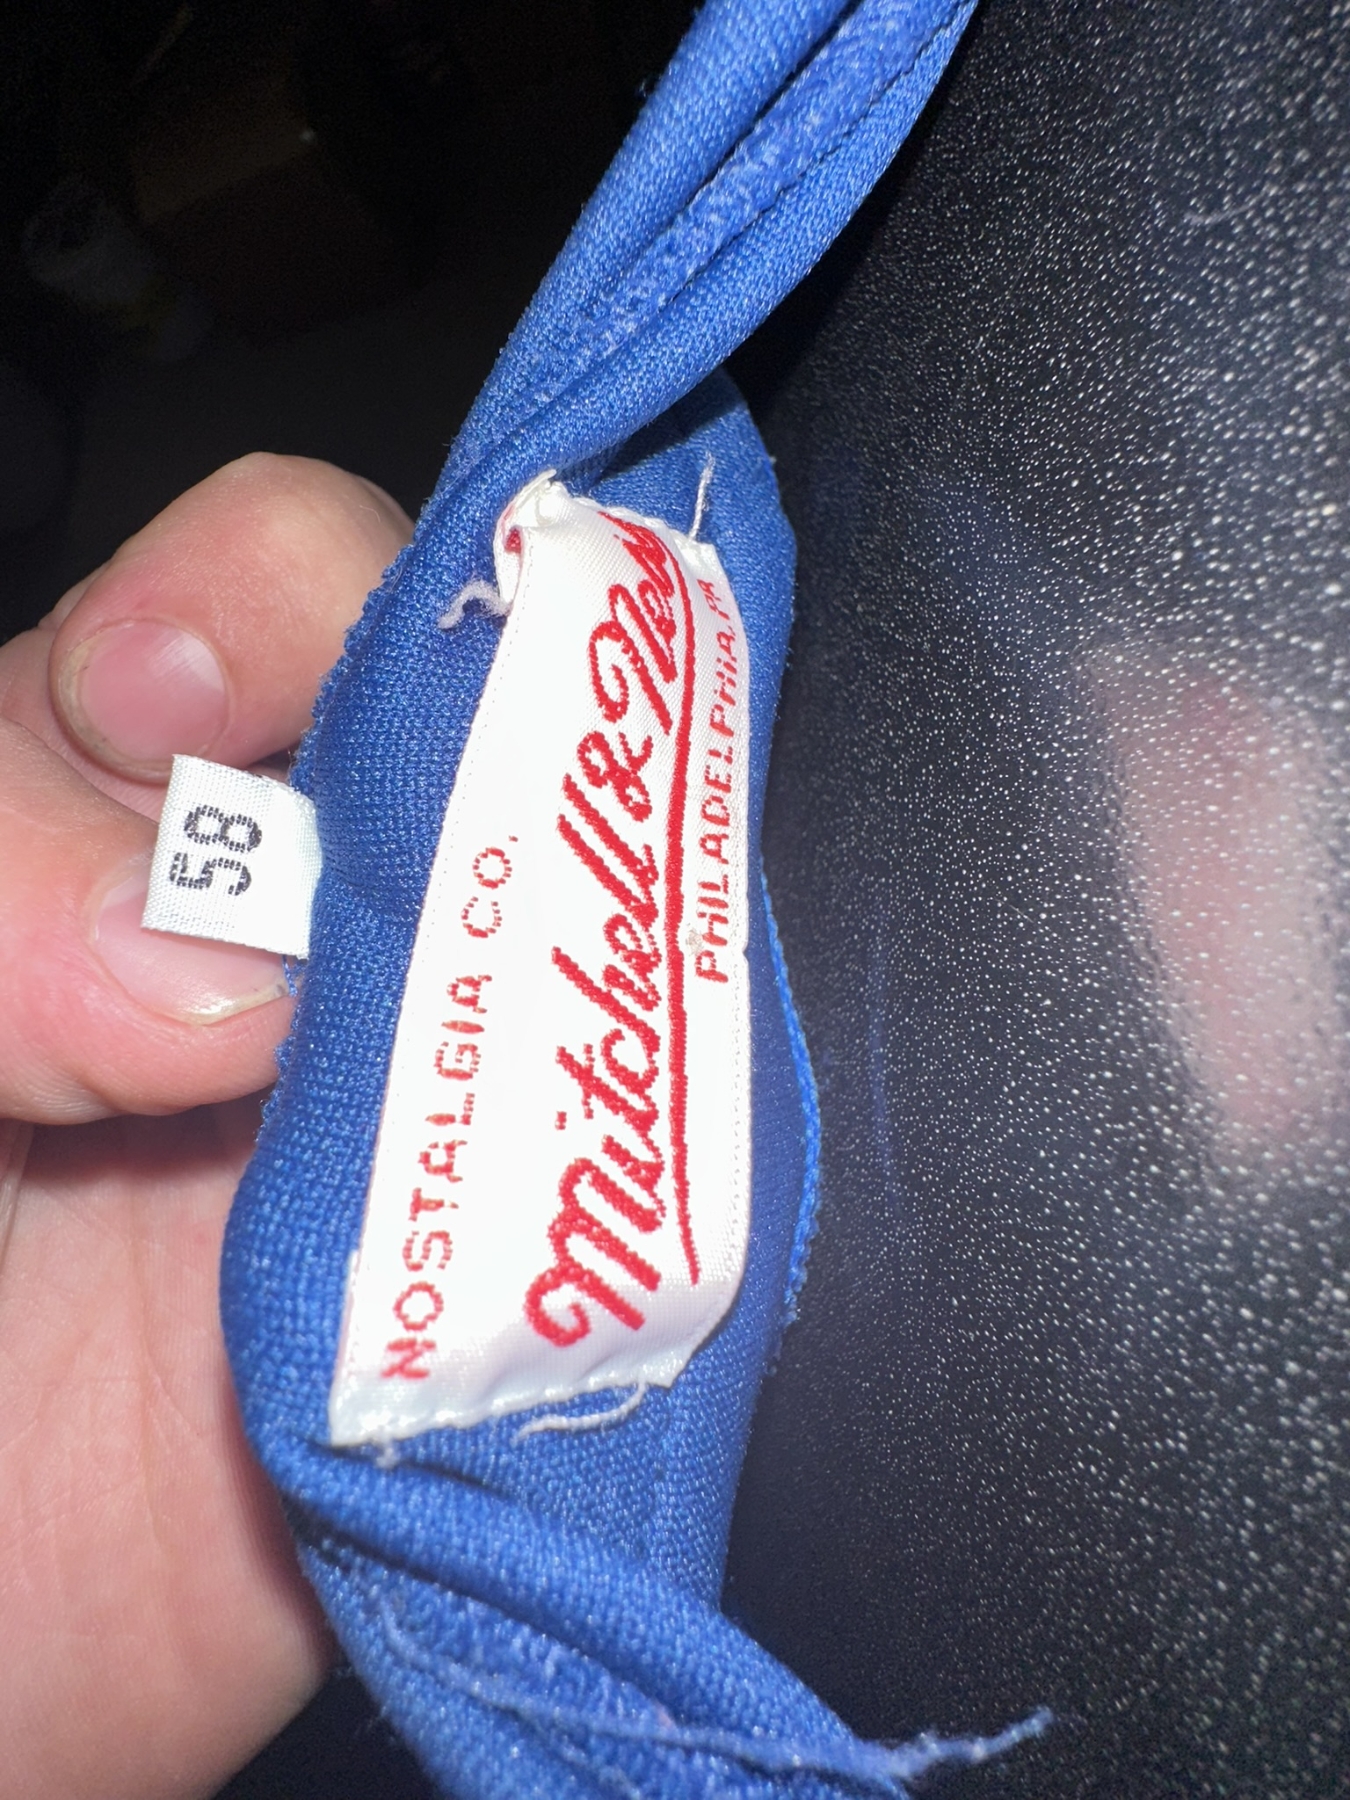 NOSTALGIA CO.
Mitchell & Ness
PHILADELPHIA, PA
58